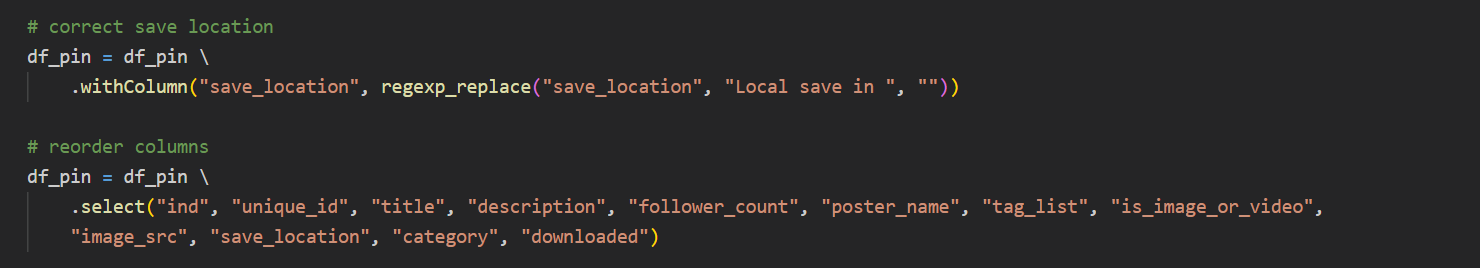 # correct save location
df_pin = df_pin \
    .withColumn("save_location", regexp_replace("save_location", "Local save in ", ""))
# reorder columns
df_pin = df_pin \
    .select("ind", "unique_id", "title", "description", "follower_count", "poster_name", "tag_list", "is_image_or_video",
    "image_src", "save_location", "category", "downloaded")